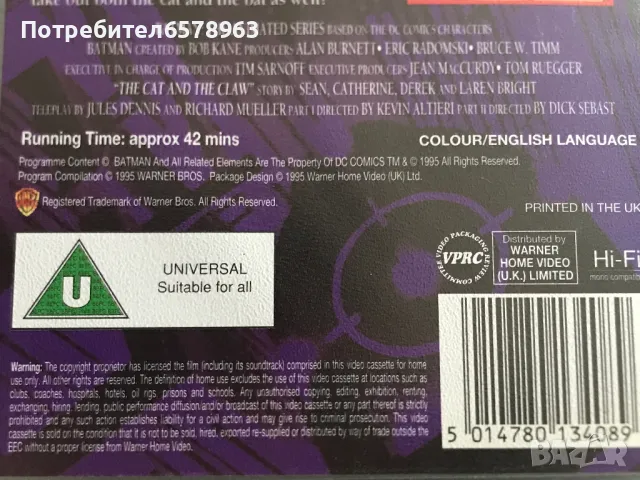 take out both the cat and the bat as well?
Потребител6578963
ATED SERIES BASED ON THE DC COMICS CHARACTERS
BATMAN CREATED BY BOB KANE PRODUCERS ALAN BURNETT • ERIC RADOMSKI • BRUCE W. TIMM
EXECUTIVE IN CHARGE OF PRODUCTION TIM SARNOFF EXECUTIVE PRODUCERS JEAN MACCURDY • TOM RUEGGER
"THE CAT AND THE CLAW" STORY BY SEAN, CATHERINE, DEREK AND LAREN BRIGHT
TELEPLAY BY JULES DENNIS AND RICHARD MUELLER PART I DIRECTED BY KEVIN ALTIERI PART II DIRECTED BY DICK SEBAST
Running Time: approx 42 mins
COLOUR/ENGLISH LANGUAGE
Programme Content © BATMAN And All Related Elements Are The Property Of DC COMICS TM & © 1995 All Rights Reserved.
Program Compilation © 1995 WARNER BROS. Package Design © 1995 Warner Home Video (UK) Ltd.
Registered Trademark of Warner Bros. All Rights Reserved.
PRINTED IN THE UK
U
UNIVERSAL
Suitable for all
VIDEO PACKAGING REVIEW COMMITTEE
VPRC
Distributed by
WARNER
HOME VIDEO
(U.K.) LIMITED
Hi-Fi
mono compatib
Warning: The copyright proprietor has licensed the film (including its soundtrack) comprised in this video cassette for home
use only. All other rights are reserved. The definition of home use excludes the use of this video cassette at locations such as
clubs, coaches, hospitals, hotels, oil rigs, prisons and schools. Any unauthorised copying, editing, exhibition, renting,
exchanging, hiring, lending, public performance diffusion and/or broadcast of this video cassette or any part thereof is strictly
prohibited and any such action establishes liability for a civil action and may give rise to criminal prosecution. This video
cassette is sold on the condition that it is not to be sold, hired, exported re-supplied or distributed by way of trade outside the
EEC without a proper license from Warner Home Video.
5 014780 134089
BAZAR